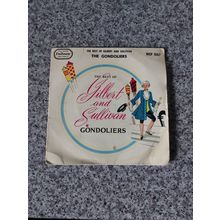 THE BEST OF GILBERT AND SULLIVAN
THE GONDOLIERS
THE BEST OF
Gilbert
and
Sullivan
GONDOLIERS